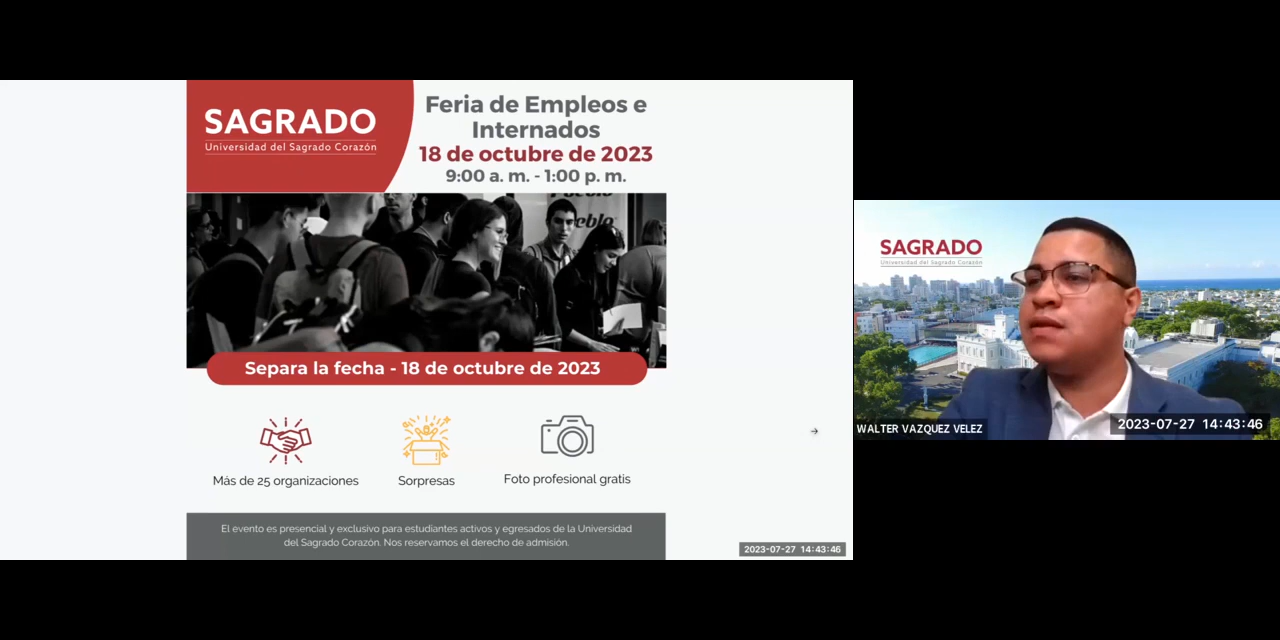 SAGRADO
Universidad del Sagrado Corazón
Feria de Empleos e
Internados
18 de octubre de 2023
9:00 a. m. - 1:00 p. m.
Separa la fecha - 18 de octubre de 2023
Más de 25 organizaciones
Sorpresas
Foto profesional gratis
El evento es presencial y exclusivo para estudiantes activos y egresados de la Universidad
del Sagrado Corazón. Nos reservamos el derecho de admisión.
2023-07-27 14:43:46
SAGRADO
Universidad del Sagrado Corazón
WALTER VAZQUEZ VELEZ
2023-07-27 14:43:46